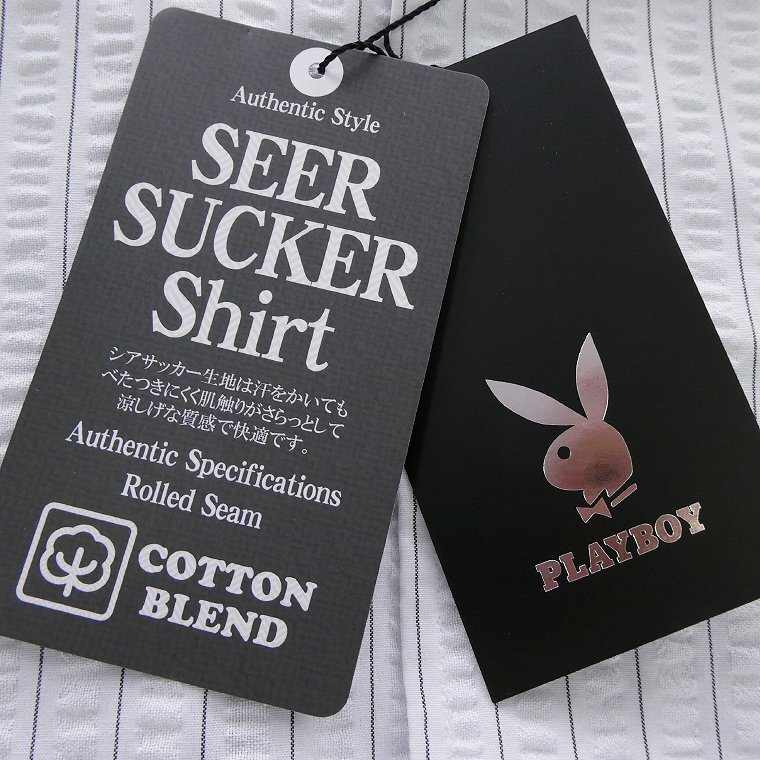 Authentic Style
SEER
SUCKER
Shirt
シアサッカー生地は汗をかいても
べたつきにくく肌触りがさらっとして
涼しげな質感で快適です。
Authentic Specifications
Rolled Seam
COTTON
BLEND
PLAYBOY